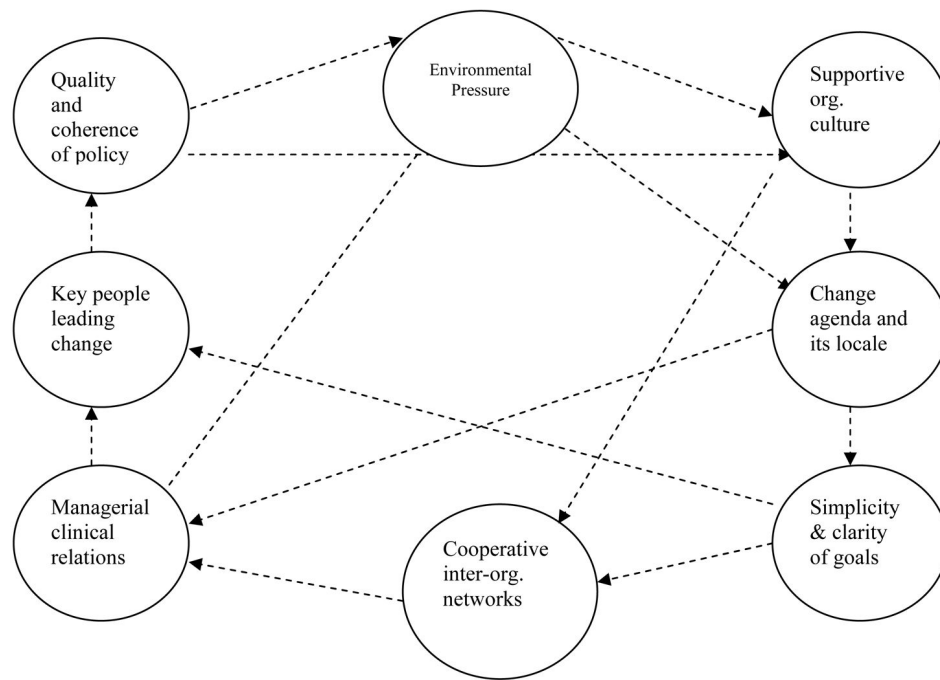 Quality
and
coherence
of policy
Environmental
Pressure
Supportive
org.
culture
Key people
leading
change
Change
agenda and
its locale
Managerial
clinical
relations
Cooperative
inter-org.
networks
Simplicity
& clarity
of goals